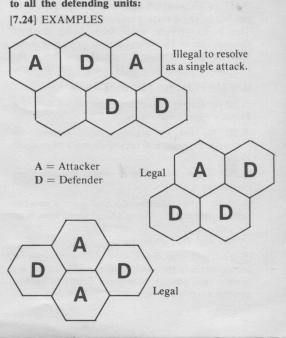 to all the defending units:
[7.24] EXAMPLES
A D A
Illegal to resolve
as a single attack.
D D
A = Attacker
D = Defender
Legal
A D
D D
A
D D
A
Legal